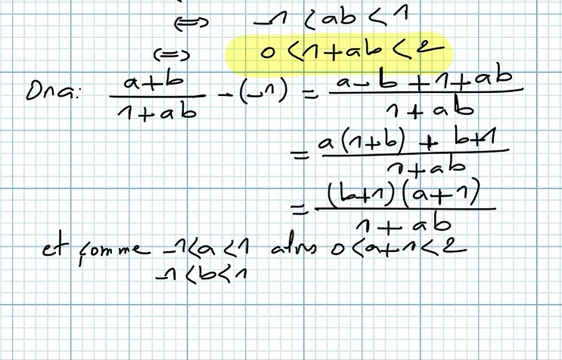 ⟺ -1 < ab < 1
⟺ 0 < 1+ab < 2
On a: (a+b)/(1+ab) - (-1) = (a-b+1+ab)/(1+ab)
= (a(1+b) + b+1)/(1+ab)
= ((b+1)(a+1))/(1+ab)
et comme -1<a<1 alors 0<a+1<2
-1<b<1